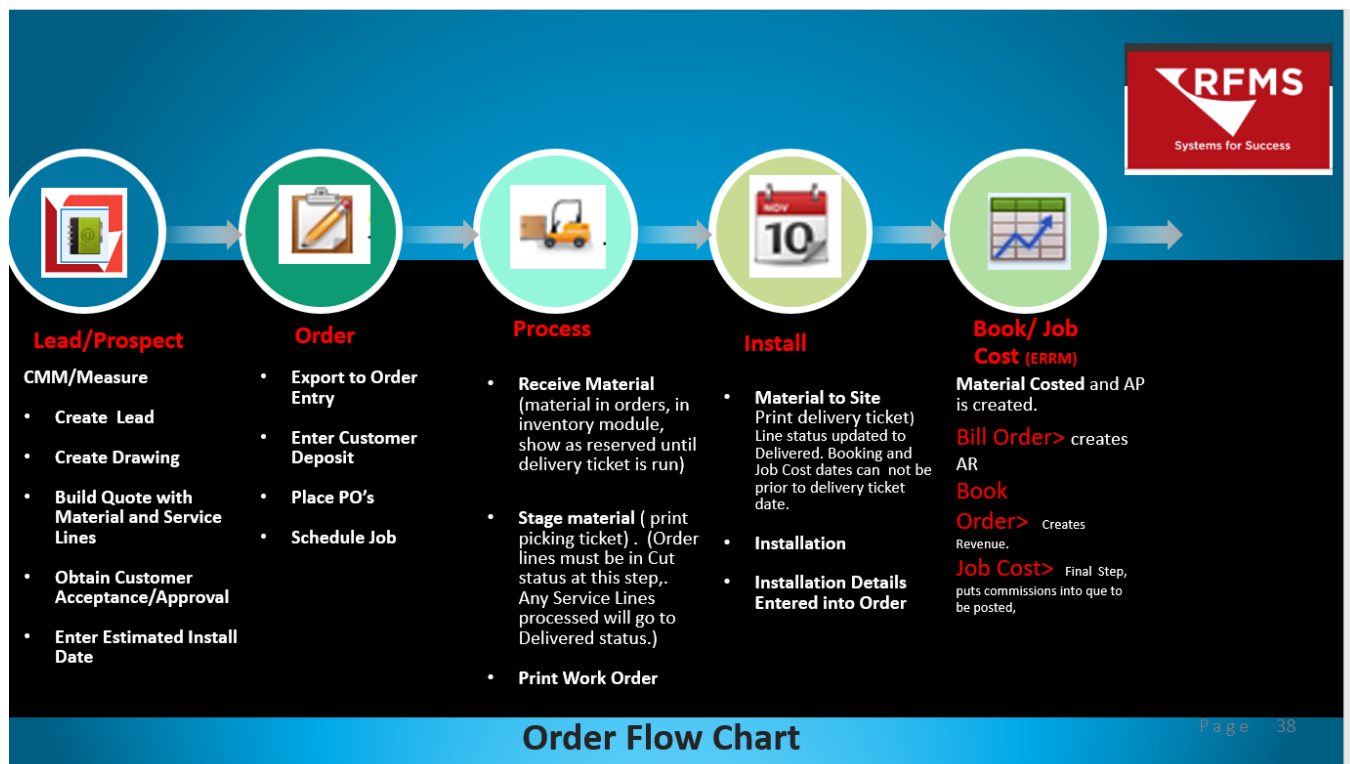 RFMS
Systems for Success
NOV
10
Lead/Prospect
CMM/Measure
• Create Lead
• Create Drawing
• Build Quote with
Material and Service
Lines
• Obtain Customer
Acceptance/Approval
• Enter Estimated Install
Date
Order
• Export to Order
Entry
• Enter Customer
Deposit
• Place PO’s
• Schedule Job
Process
• Receive Material
(material in orders, in
inventory module,
show as reserved until
delivery ticket is run)
• Stage material ( print
picking ticket) . (Order
lines must be in Cut
status at this step,.
Any Service Lines
processed will go to
Delivered status.)
• Print Work Order
Install
• Material to Site
Print delivery ticket)
Line status updated to
Delivered. Booking and
Job Cost dates can not be
prior to delivery ticket
date.
• Installation
• Installation Details
Entered into Order
Book/ Job
Cost (ERRM)
Material Costed and AP
is created.
Bill Order> creates
AR
Book
Order> Creates
Revenue.
Job Cost> Final Step,
puts commissions into que to
be posted,
Order Flow Chart
Page 38